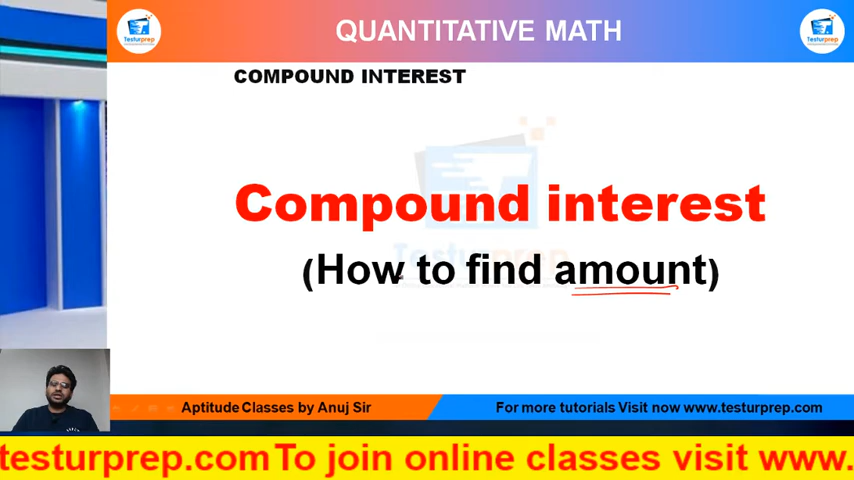 Testurprep
QUANTITATIVE MATH
Testurprep
COMPOUND INTEREST
Testurprep
Compound interest
(How to find amount)
Aptitude Classes by Anuj Sir
For more tutorials Visit now www.testurprep.com
testurprep.com To join online classes visit www.